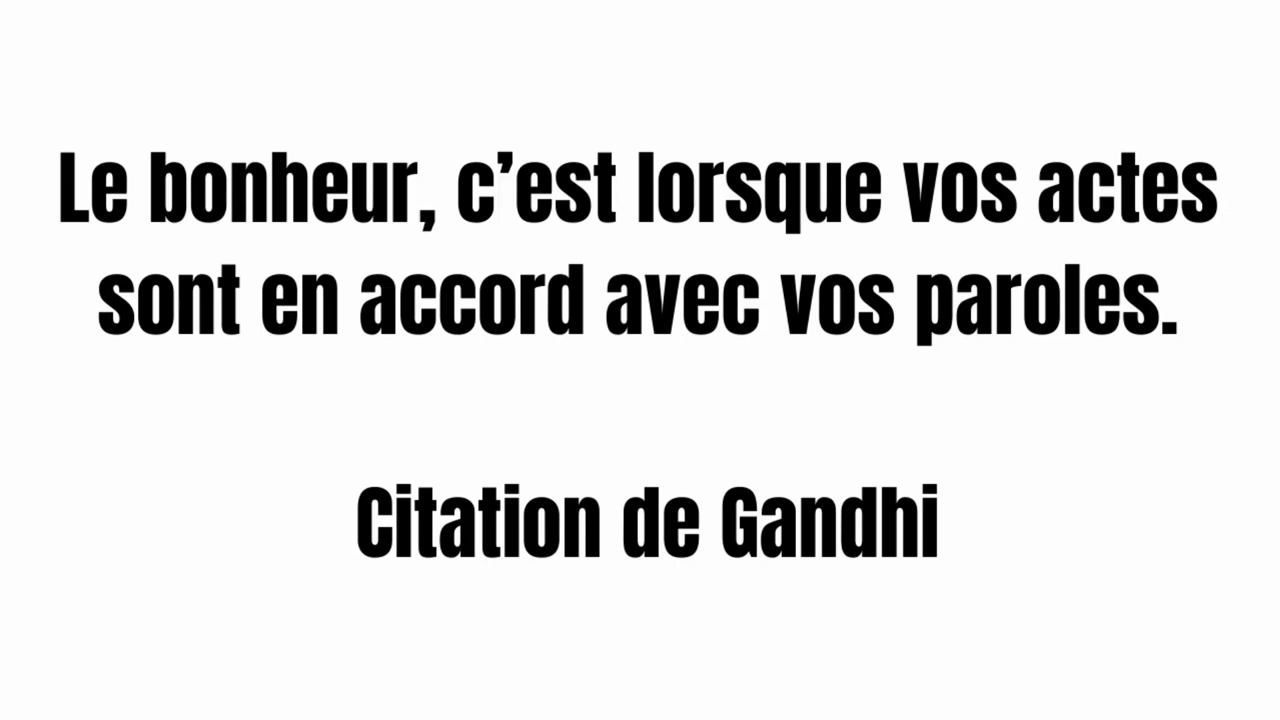 Le bonheur, c’est lorsque vos actes
sont en accord avec vos paroles.
Citation de Gandhi